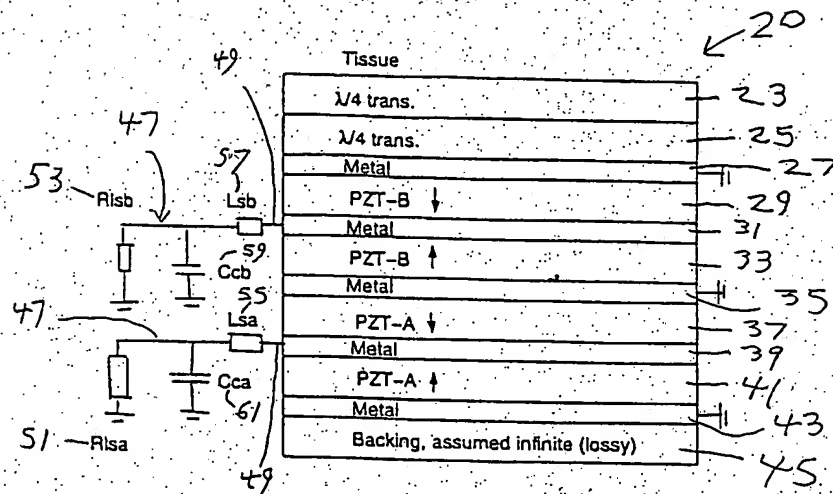 20
Tissue
49
λ/4 trans.
23
47
λ/4 trans.
25
57
Metal
27
53
Risb
Lsb
PZT-B ↓
29
Metal
31
59
Ccb
PZT-B ↑
33
55
Metal
35
47
Lsa
PZT-A ↓
37
Metal
39
Cca
PZT-A ↑
41
61
Metal
43
51
Risa
Backing, assumed infinite (lossy)
49
45